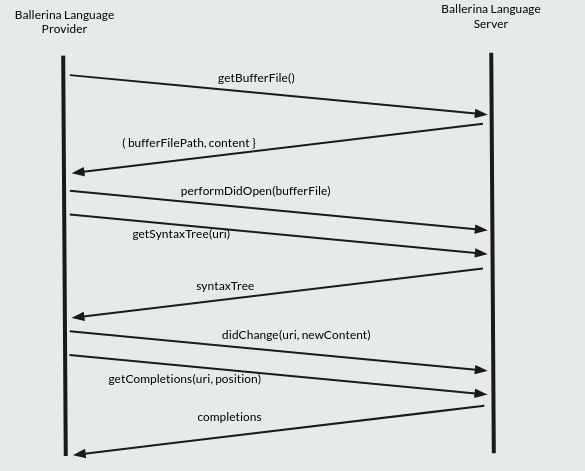 Ballerina Language
Provider
Ballerina Language
Server
getBufferFile()
( bufferFilePath, content }
performDidOpen(bufferFile)
getSyntaxTree(uri)
syntaxTree
didChange(uri, newContent)
getCompletions(uri, position)
completions